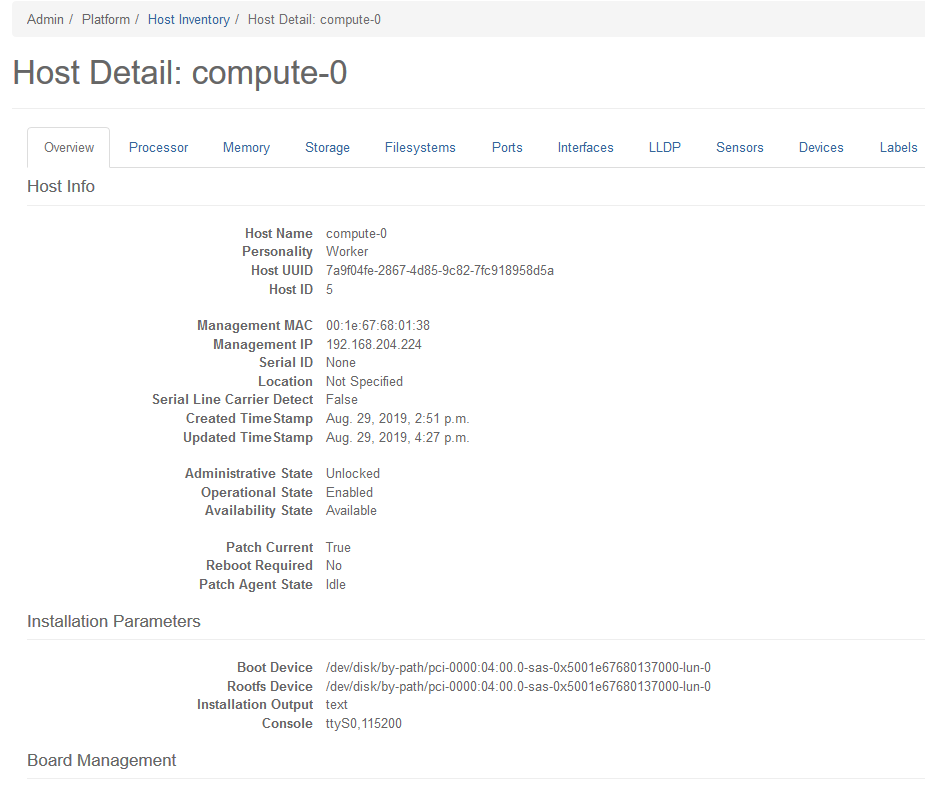 Admin / Platform / Host Inventory / Host Detail: compute-0
Host Detail: compute-0
Overview Processor Memory Storage Filesystems Ports Interfaces LLDP Sensors Devices Labels
Host Info
Host Name compute-0
Personality Worker
Host UUID 7a9f04fe-2867-4d85-9c82-7fc918958d5a
Host ID 5
Management MAC 00:1e:67:68:01:38
Management IP 192.168.204.224
Serial ID None
Location Not Specified
Serial Line Carrier Detect False
Created TimeStamp Aug. 29, 2019, 2:51 p.m.
Updated TimeStamp Aug. 29, 2019, 4:27 p.m.
Administrative State Unlocked
Operational State Enabled
Availability State Available
Patch Current True
Reboot Required No
Patch Agent State Idle
Installation Parameters
Boot Device /dev/disk/by-path/pci-0000:04:00.0-sas-0x5001e67680137000-lun-0
Rootfs Device /dev/disk/by-path/pci-0000:04:00.0-sas-0x5001e67680137000-lun-0
Installation Output text
Console ttyS0,115200
Board Management